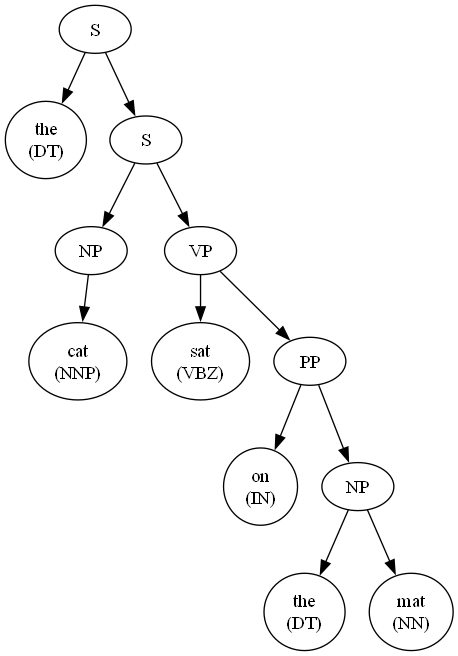 S
the
(DT)
S
NP
VP
cat
(NNP)
sat
(VBZ)
PP
on
(IN)
NP
the
(DT)
mat
(NN)